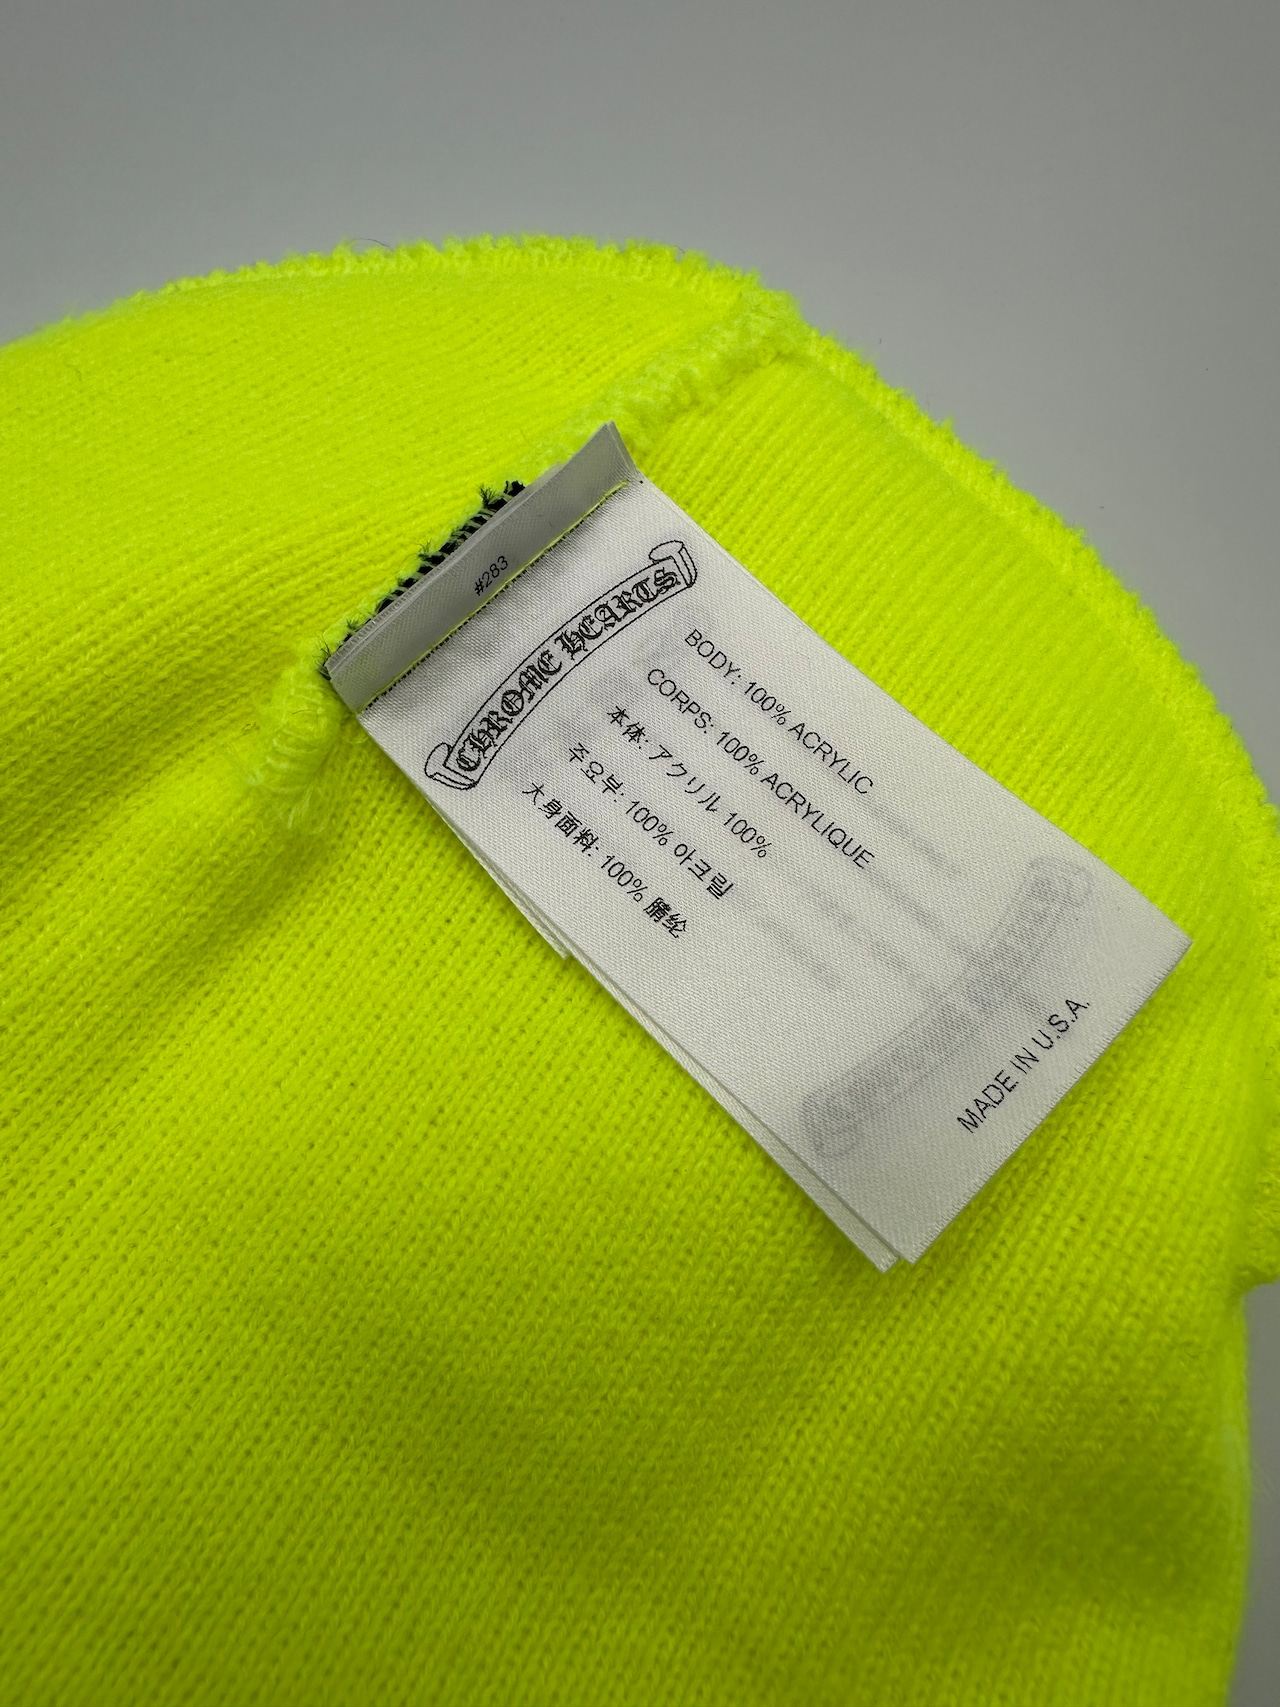 #283
CHROME HEARTS
BODY: 100% ACRYLIC
CORPS: 100% ACRYLIQUE
本体: アクリル 100%
주요부: 100% 아크릴
大身面料: 100% 腈纶
MADE IN U.S.A.